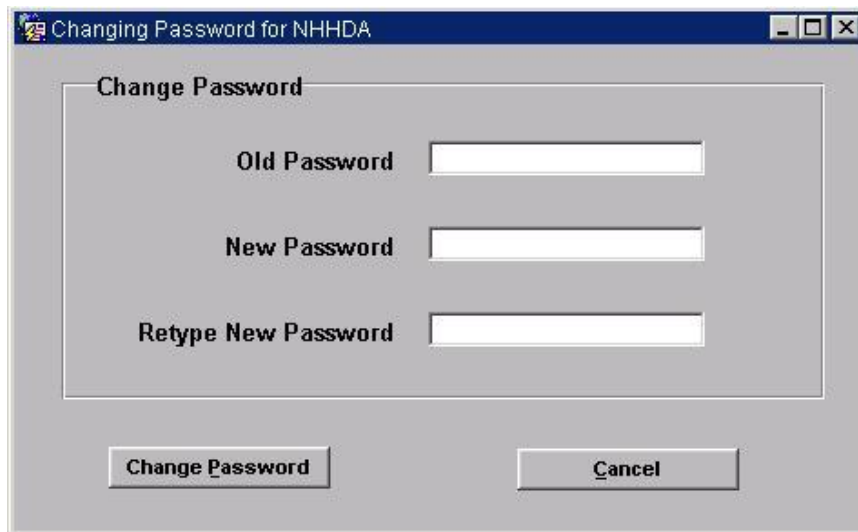 Changing Password for NHHDA
Change Password
Old Password
New Password
Retype New Password
Change Password
Cancel